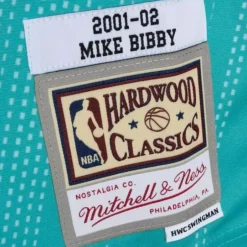 2001-02
MIKE BIBBY
HARDWOOD
NBA
CLASSICS
NOSTALGIA CO.
Mitchell & Ness
PHILADELPHIA, PA.
HWC SWINGMAN